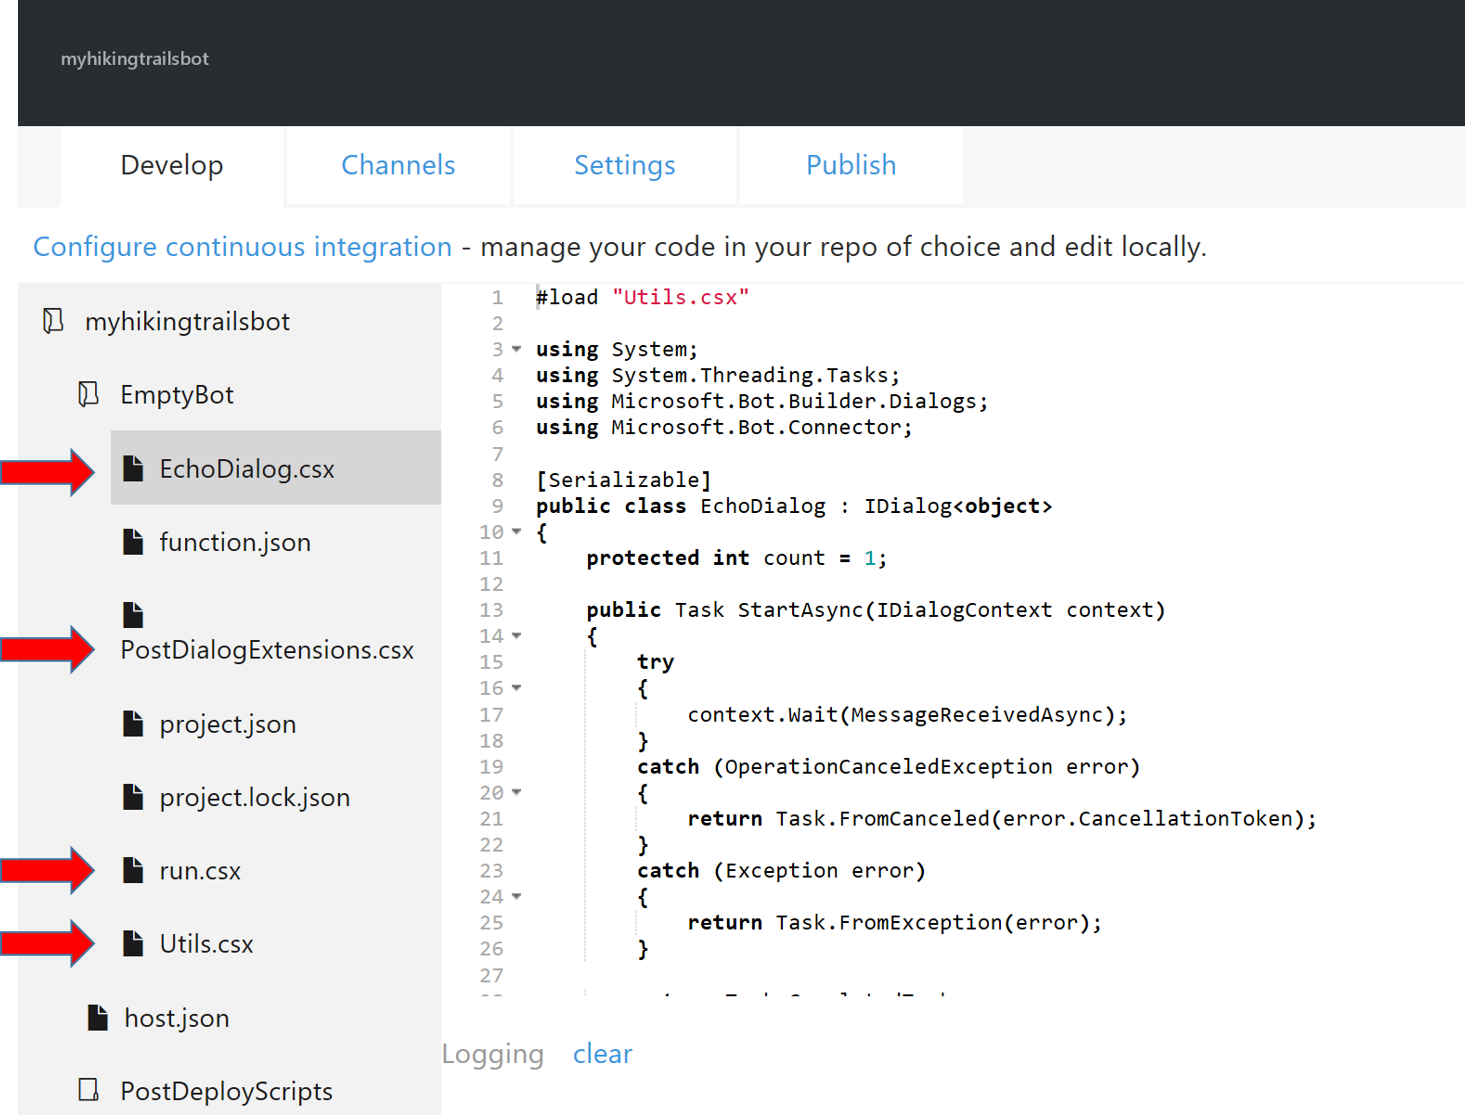 myhikingtrailsbot
Develop Channels Settings Publish
Configure continuous integration - manage your code in your repo of choice and edit locally.
myhikingtrailsbot
EmptyBot
EchoDialog.csx
function.json
PostDialogExtensions.csx
project.json
project.lock.json
run.csx
Utils.csx
host.json
PostDeployScripts
1 #load "Utils.csx"
2
3 using System;
4 using System.Threading.Tasks;
5 using Microsoft.Bot.Builder.Dialogs;
6 using Microsoft.Bot.Connector;
7
8 [Serializable]
9 public class EchoDialog : IDialog<object>
10 {
11     protected int count = 1;
12
13     public Task StartAsync(IDialogContext context)
14     {
15         try
16         {
17             context.Wait(MessageReceivedAsync);
18         }
19         catch (OperationCanceledException error)
20         {
21             return Task.FromCanceled(error.CancellationToken);
22         }
23         catch (Exception error)
24         {
25             return Task.FromException(error);
26         }
27
Logging clear